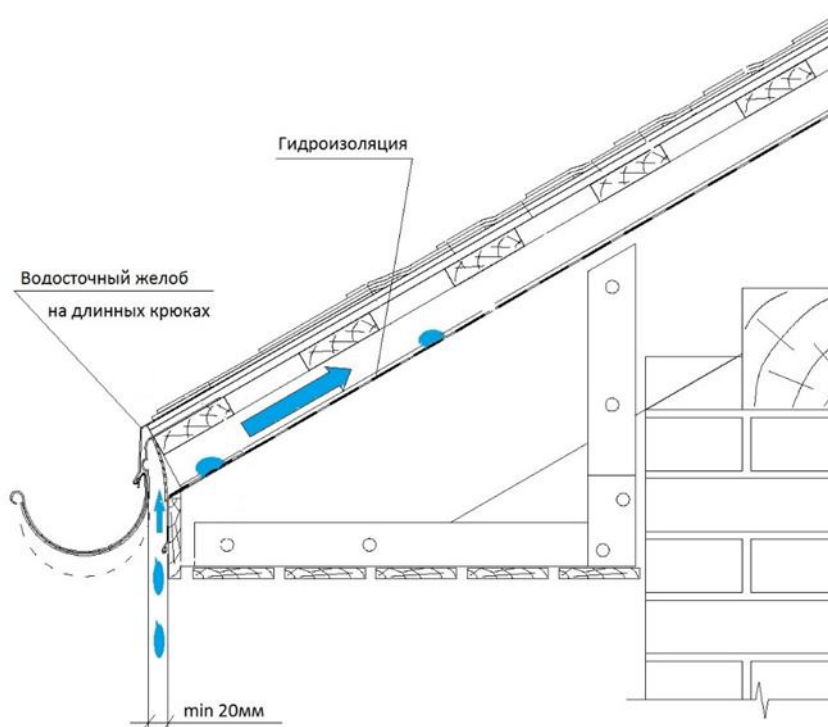 Гидроизоляция
Водосточный желоб
на длинных крюках
min 20мм